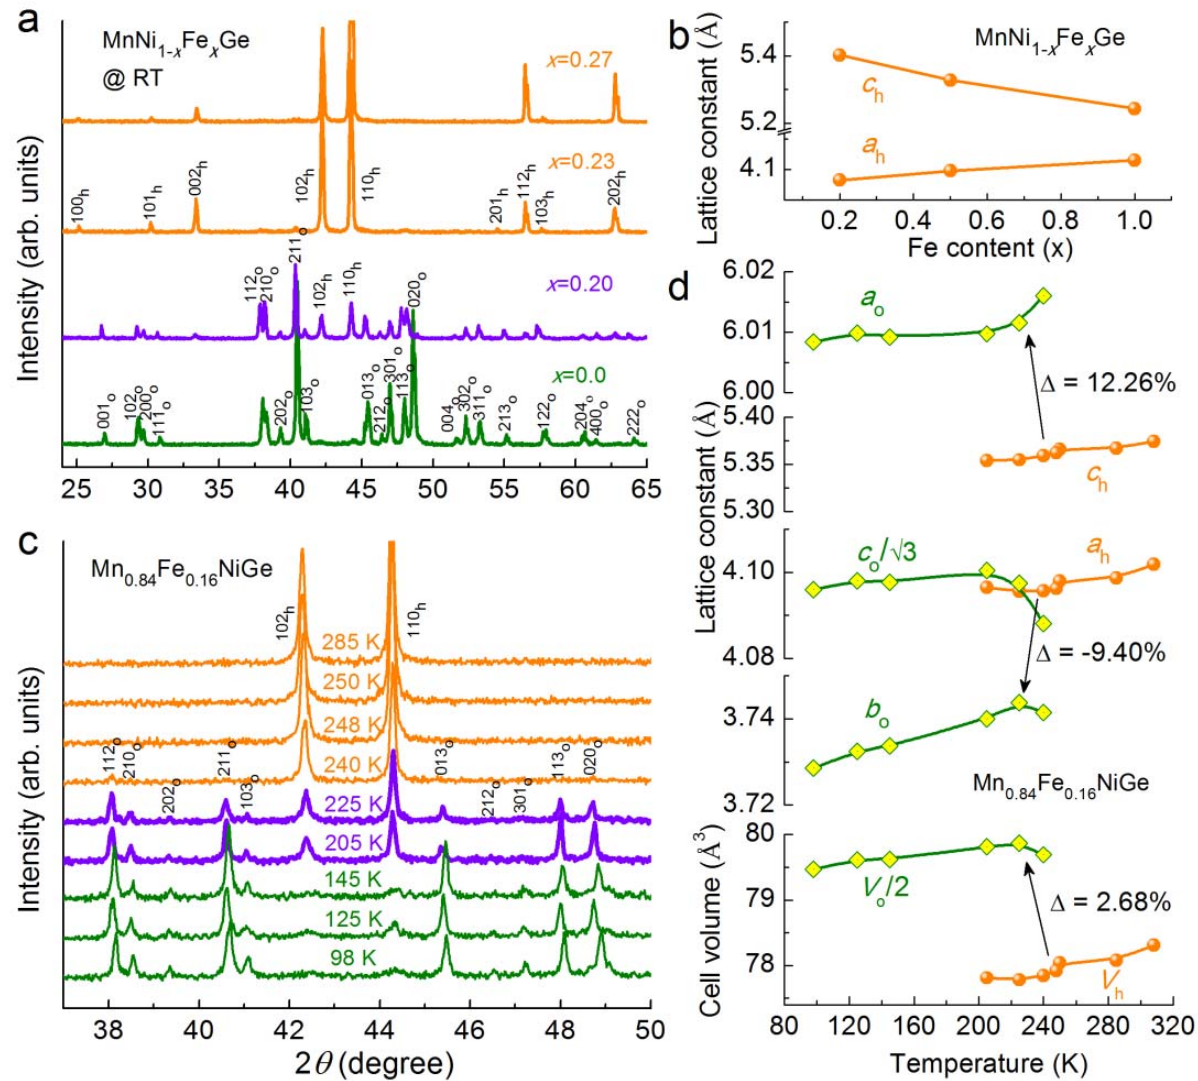 a
MnNi1-xFexGe
@ RT
x=0.27
x=0.23
100h
101h
002h
102h
110h
201h
112h
103h
202h
x=0.20
112o
210o
211o
102h
110h
020o
x=0.0
001o
102o
200o
111o
202o
103o
013o
212o
301o
113o
004o
302o
311o
213o
122o
204o
400o
222o
Intensity (arb. units)
25 30 35 40 45 50 55 60 65
b
MnNi1-xFexGe
5.4
5.2
4.1
ch
ah
Lattice constant (Å)
0.2 0.4 0.6 0.8 1.0
Fe content (x)
c
Mn0.84Fe0.16NiGe
102h
110h
285 K
250 K
248 K
240 K
225 K
205 K
145 K
125 K
98 K
112o
210o
202o
211o
103o
013o
212o
301o
113o
020o
Intensity (arb. units)
38 40 42 44 46 48 50
2θ (degree)
d
6.02
6.01
6.00
5.40
5.35
5.30
4.10
4.08
3.74
3.72
80
79
78
ao
Δ = 12.26%
ch
co/√3
ah
Δ = -9.40%
bo
Mn0.84Fe0.16NiGe
Vo/2
Δ = 2.68%
Vh
Lattice constant (Å)
Cell volume (Å3)
80 120 160 200 240 280 320
Temperature (K)